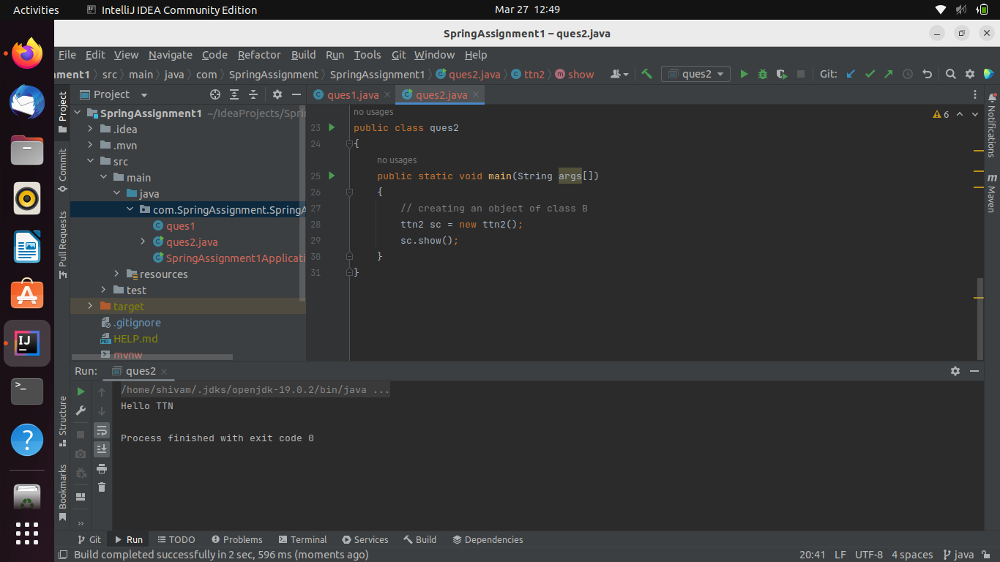 Activities IntelliJ IDEA Community Edition Mar 27 12:49
SpringAssignment1 – ques2.java
File Edit View Navigate Code Refactor Build Run Tools Git Window Help
nment1 src main java com SpringAssignment SpringAssignment1 ques2.java ttn2 show ques2 Git:
Project
ques1.java ques2.java
SpringAssignment1 ~/IdeaProjects/Spri
.idea
.mvn
src
main
java
com.SpringAssignment.SpringA
ques1
ques2.java
SpringAssignment1Applicati
resources
test
target
.gitignore
HELP.md
mvnw
no usages
6
23 public class ques2
24 {
no usages
25 public static void main(String args[])
26 {
27 // creating an object of class B
28 ttn2 sc = new ttn2();
29 sc.show();
30 }
31 }
Project
Commit
Pull Requests
Structure
Bookmarks
Notifications
m Maven
Run: ques2
/home/shivam/.jdks/openjdk-19.0.2/bin/java ...
Hello TTN
Process finished with exit code 0
Git Run TODO Problems Terminal Services Build Dependencies
Build completed successfully in 2 sec, 596 ms (moments ago) 20:41 LF UTF-8 4 spaces java